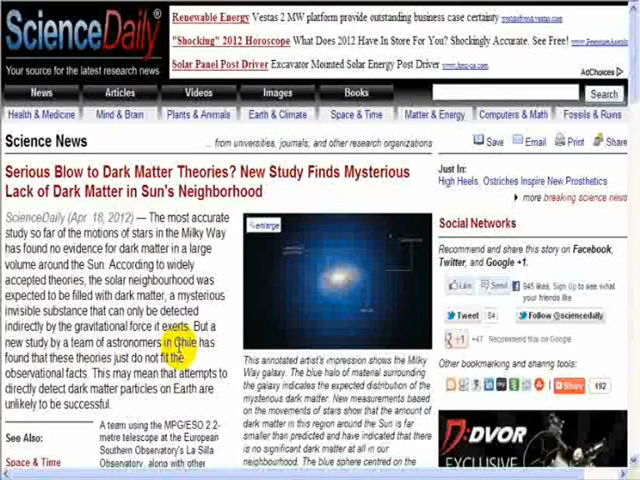 ScienceDaily
Your source for the latest research news
Renewable Energy Vestas 2 MW platform provide outstanding business case certainty
"Shocking" 2012 Horoscope What Does 2012 Have In Store For You? Shockingly Accurate. See Free!
Solar Panel Post Driver Excavator Mounted Solar Energy Post Driver
AdChoices
News Articles Videos Images Books Search
Health & Medicine Mind & Brain Plants & Animals Earth & Climate Space & Time Matter & Energy Computers & Math Fossils & Ruins
Science News
... from universities, journals, and other research organizations
Save Email Print Share
Serious Blow to Dark Matter Theories? New Study Finds Mysterious
Lack of Dark Matter in Sun's Neighborhood
ScienceDaily (Apr. 18, 2012) — The most accurate
study so far of the motions of stars in the Milky Way
has found no evidence for dark matter in a large
volume around the Sun. According to widely
accepted theories, the solar neighbourhood was
expected to be filled with dark matter, a mysterious
invisible substance that can only be detected
indirectly by the gravitational force it exerts. But a
new study by a team of astronomers in Chile has
found that these theories just do not fit the
observational facts. This may mean that attempts to
directly detect dark matter particles on Earth are
unlikely to be successful.
See Also:
Space & Time
A team using the MPG/ESO 2.2-
metre telescope at the European
Southern Observatory's La Silla
Observatory, along with other
enlarge
This annotated artist's impression shows the Milky
Way galaxy. The blue halo of material surrounding
the galaxy indicates the expected distribution of the
mysterious dark matter. New measurements based
on the movements of stars show that the amount of
dark matter in this region around the Sun is far
smaller than predicted and have indicated that there
is no significant dark matter at all in our
neighbourhood. The blue sphere centred on the
Just In:
High Heels, Ostriches Inspire New Prosthetics
more breaking science news
Social Networks
Recommend and share this story on Facebook,
Twitter, and Google +1:
Like Send 945 likes. Sign Up to see what
your friends like.
Tweet 84 Follow @sciencedaily
+1 +47 Recommend this on Google
Other bookmarking and sharing tools:
Share 192
DVOR
EXCLUSIVE